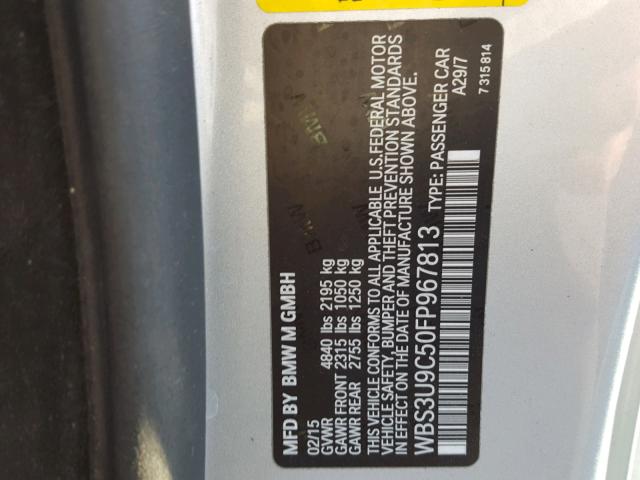 MFD BY BMW M GMBH
02/15
GVWR 4840 lbs 2195 kg
GAWR FRONT 2315 lbs 1050 kg
GAWR REAR 2755 lbs 1250 kg
THIS VEHICLE CONFORMS TO ALL APPLICABLE U.S.FEDERAL MOTOR
VEHICLE SAFETY, BUMPER AND THEFT PREVENTION STANDARDS
IN EFFECT ON THE DATE OF MANUFACTURE SHOWN ABOVE.
WBS3U9C50FP967813 TYPE: PASSENGER CAR
A29/7
7 315 814
BMW
BMW